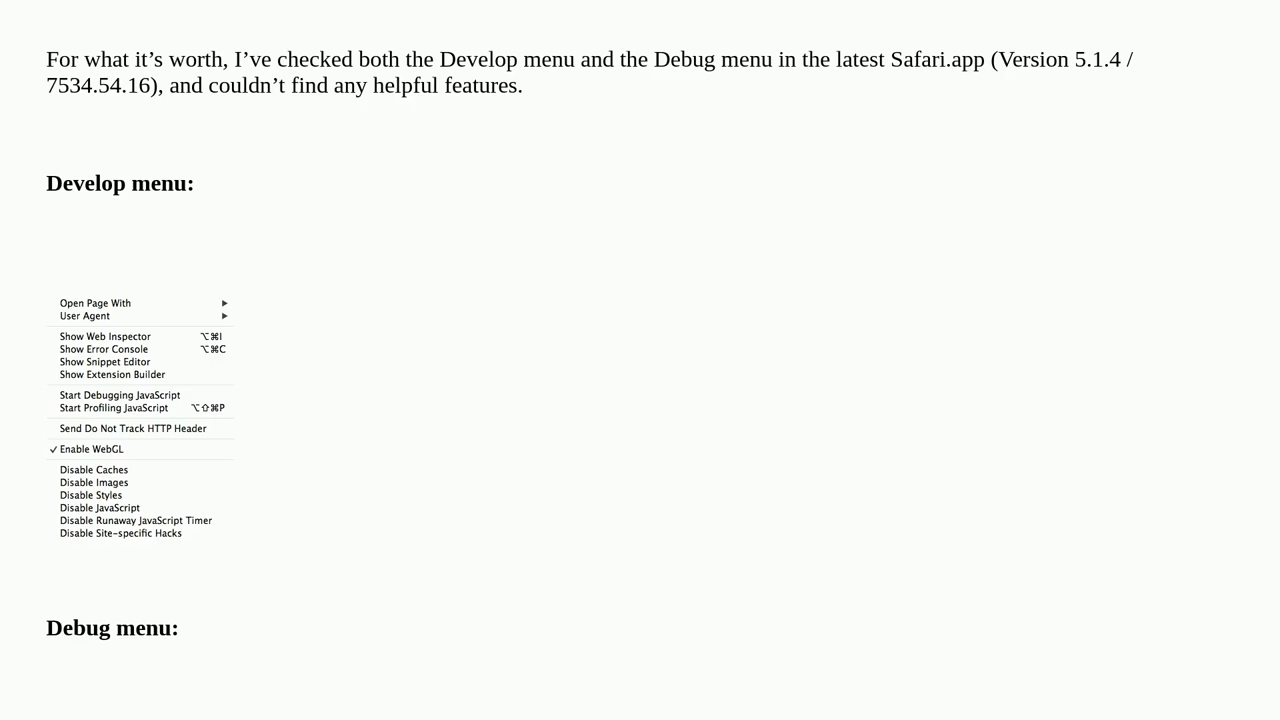 For what it’s worth, I’ve checked both the Develop menu and the Debug menu in the latest Safari.app (Version 5.1.4 /
7534.54.16), and couldn’t find any helpful features.
Develop menu:
Open Page With ▶
User Agent ▶
Show Web Inspector ⌥⌘I
Show Error Console ⌥⌘C
Show Snippet Editor
Show Extension Builder
Start Debugging JavaScript
Start Profiling JavaScript ⌥⇧⌘P
Send Do Not Track HTTP Header
✓ Enable WebGL
Disable Caches
Disable Images
Disable Styles
Disable JavaScript
Disable Runaway JavaScript Timer
Disable Site-specific Hacks
Debug menu: